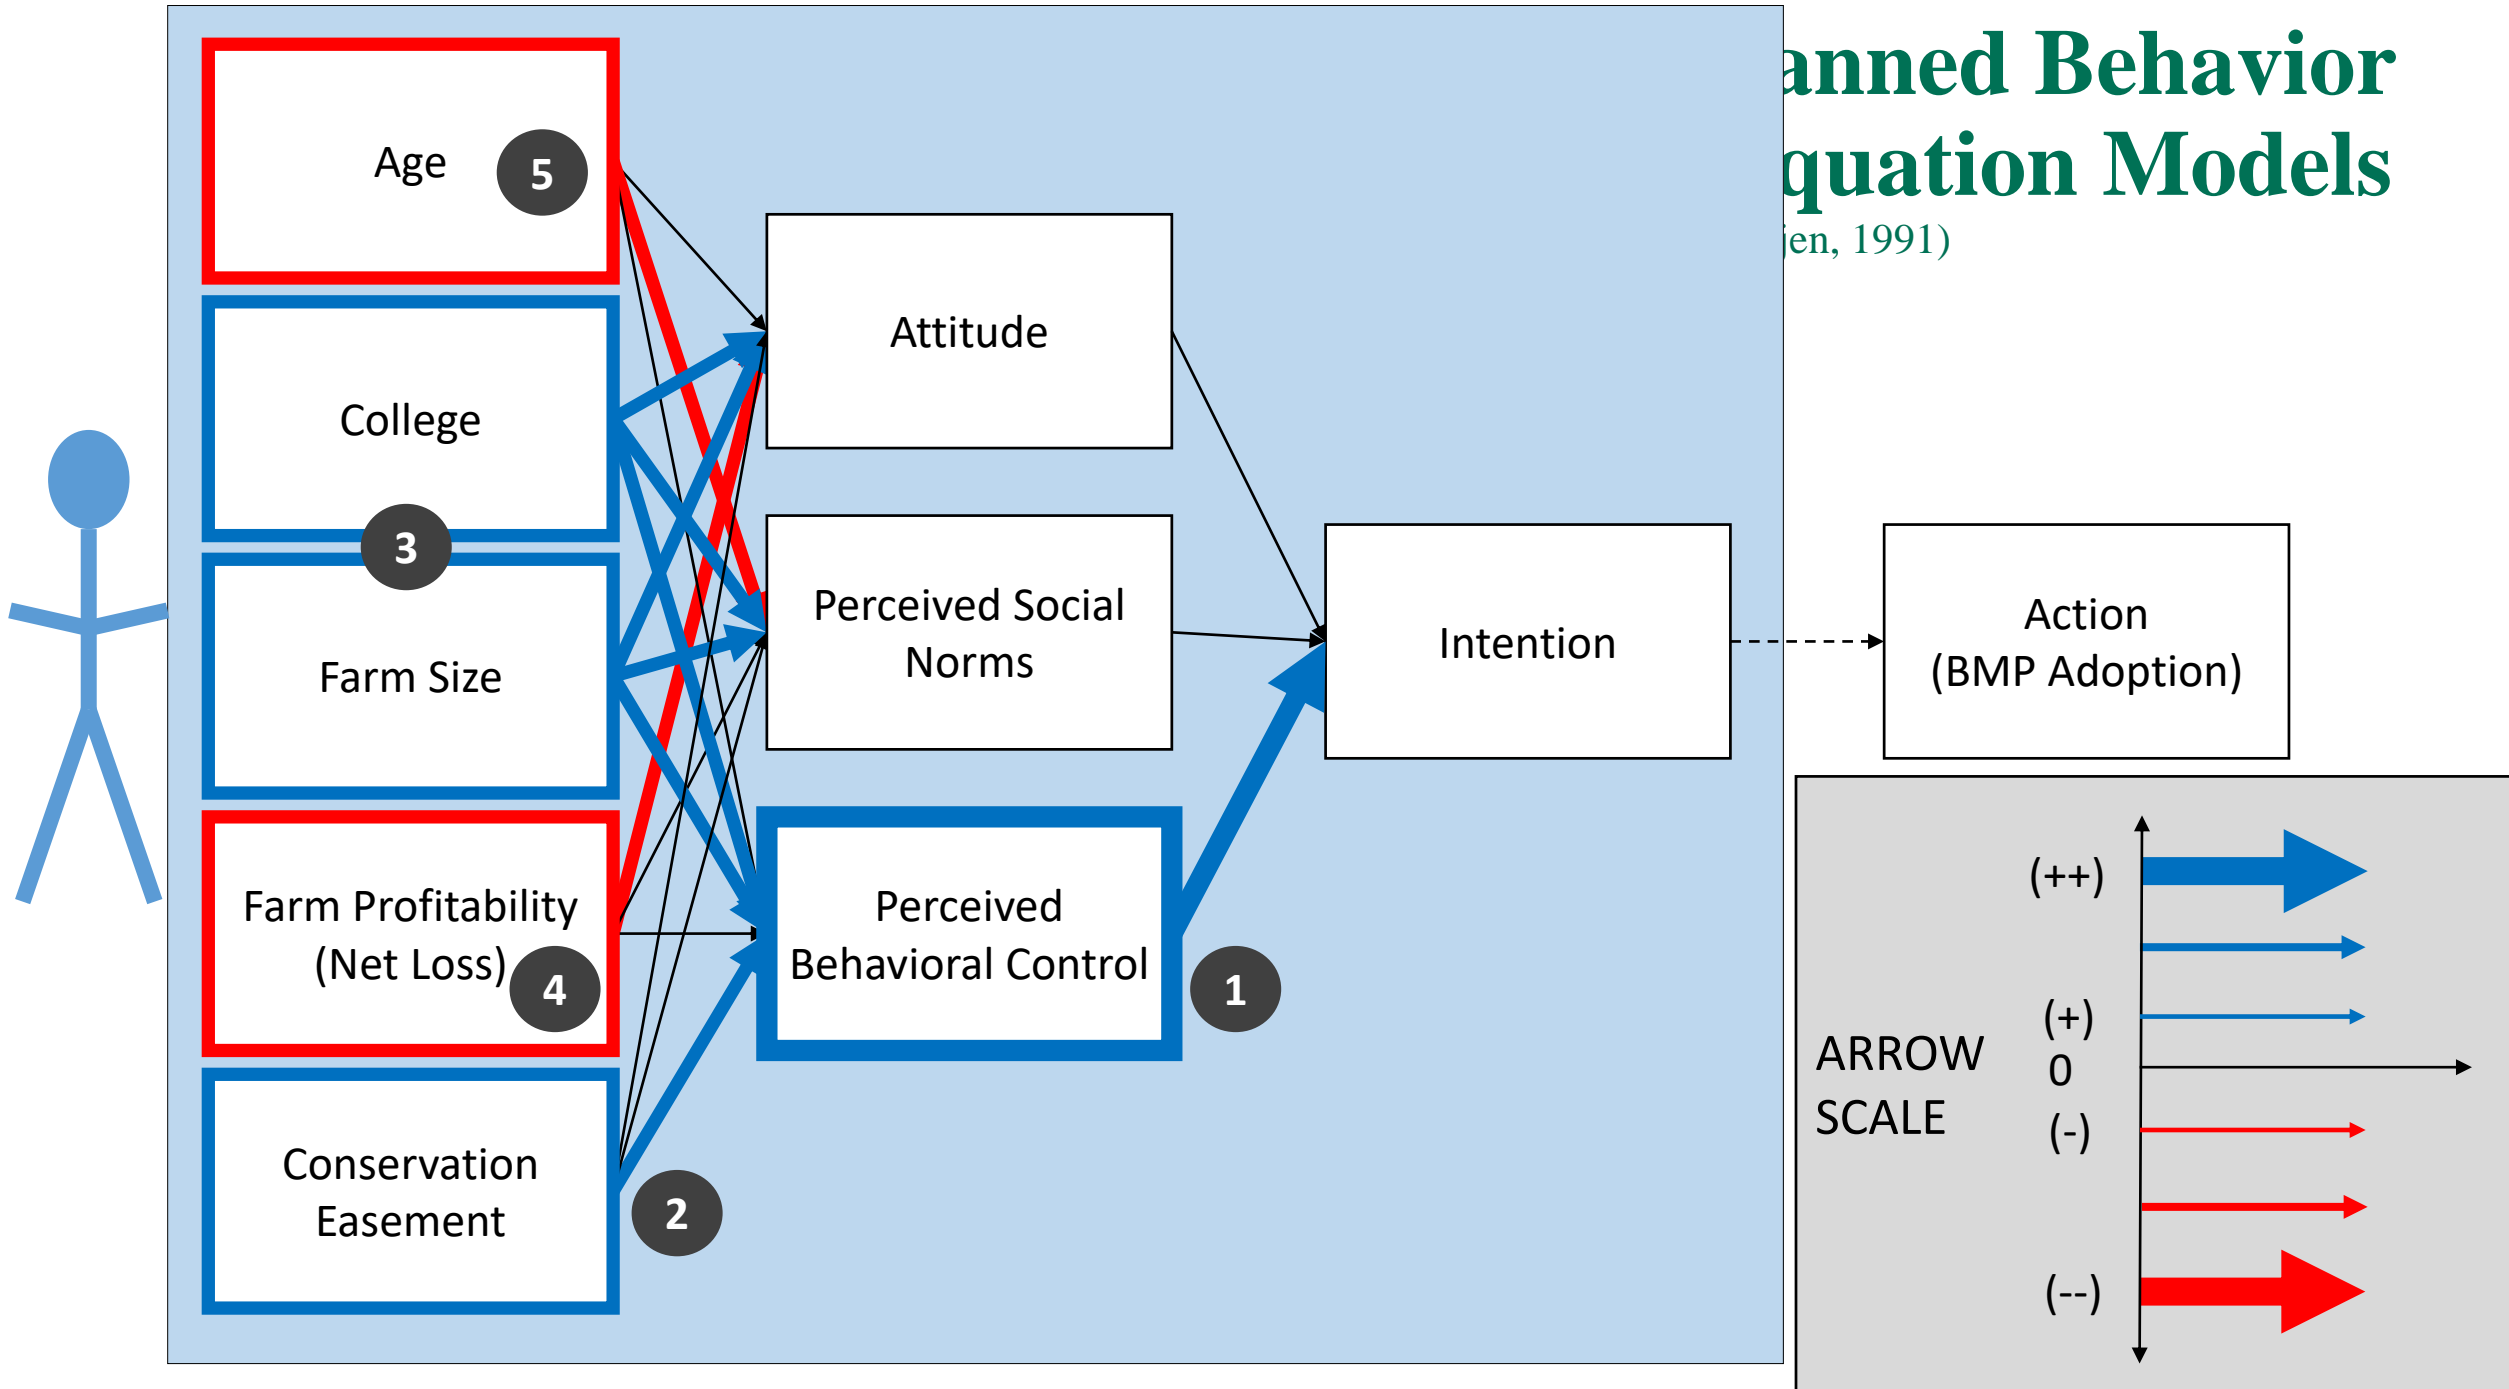 anned Behavior
quation Models
jen, 1991)
Age
5
College
3
Farm Size
Farm Profitability
(Net Loss)
4
Conservation
Easement
2
Attitude
Perceived Social
Norms
Perceived
Behavioral Control
1
Intention
Action
(BMP Adoption)
ARROW
SCALE
(++)
(+)
0
(-)
(--)